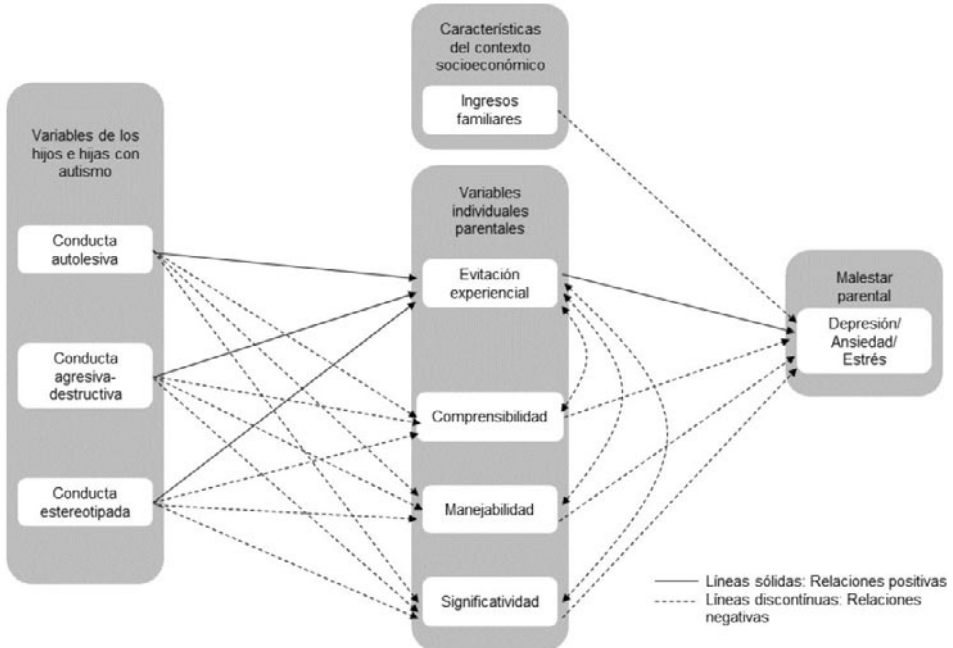 Características
del contexto
socioeconómico
Ingresos
familiares
Variables de los
hijos e hijas con
autismo
Conducta
autolesiva
Conducta
agresiva-
destructiva
Conducta
estereotipada
Variables
individuales
parentales
Evitación
experiencial
Comprensibilidad
Manejabilidad
Significatividad
Malestar
parental
Depresión/
Ansiedad/
Estrés
Líneas sólidas: Relaciones positivas
Líneas discontínuas: Relaciones
negativas